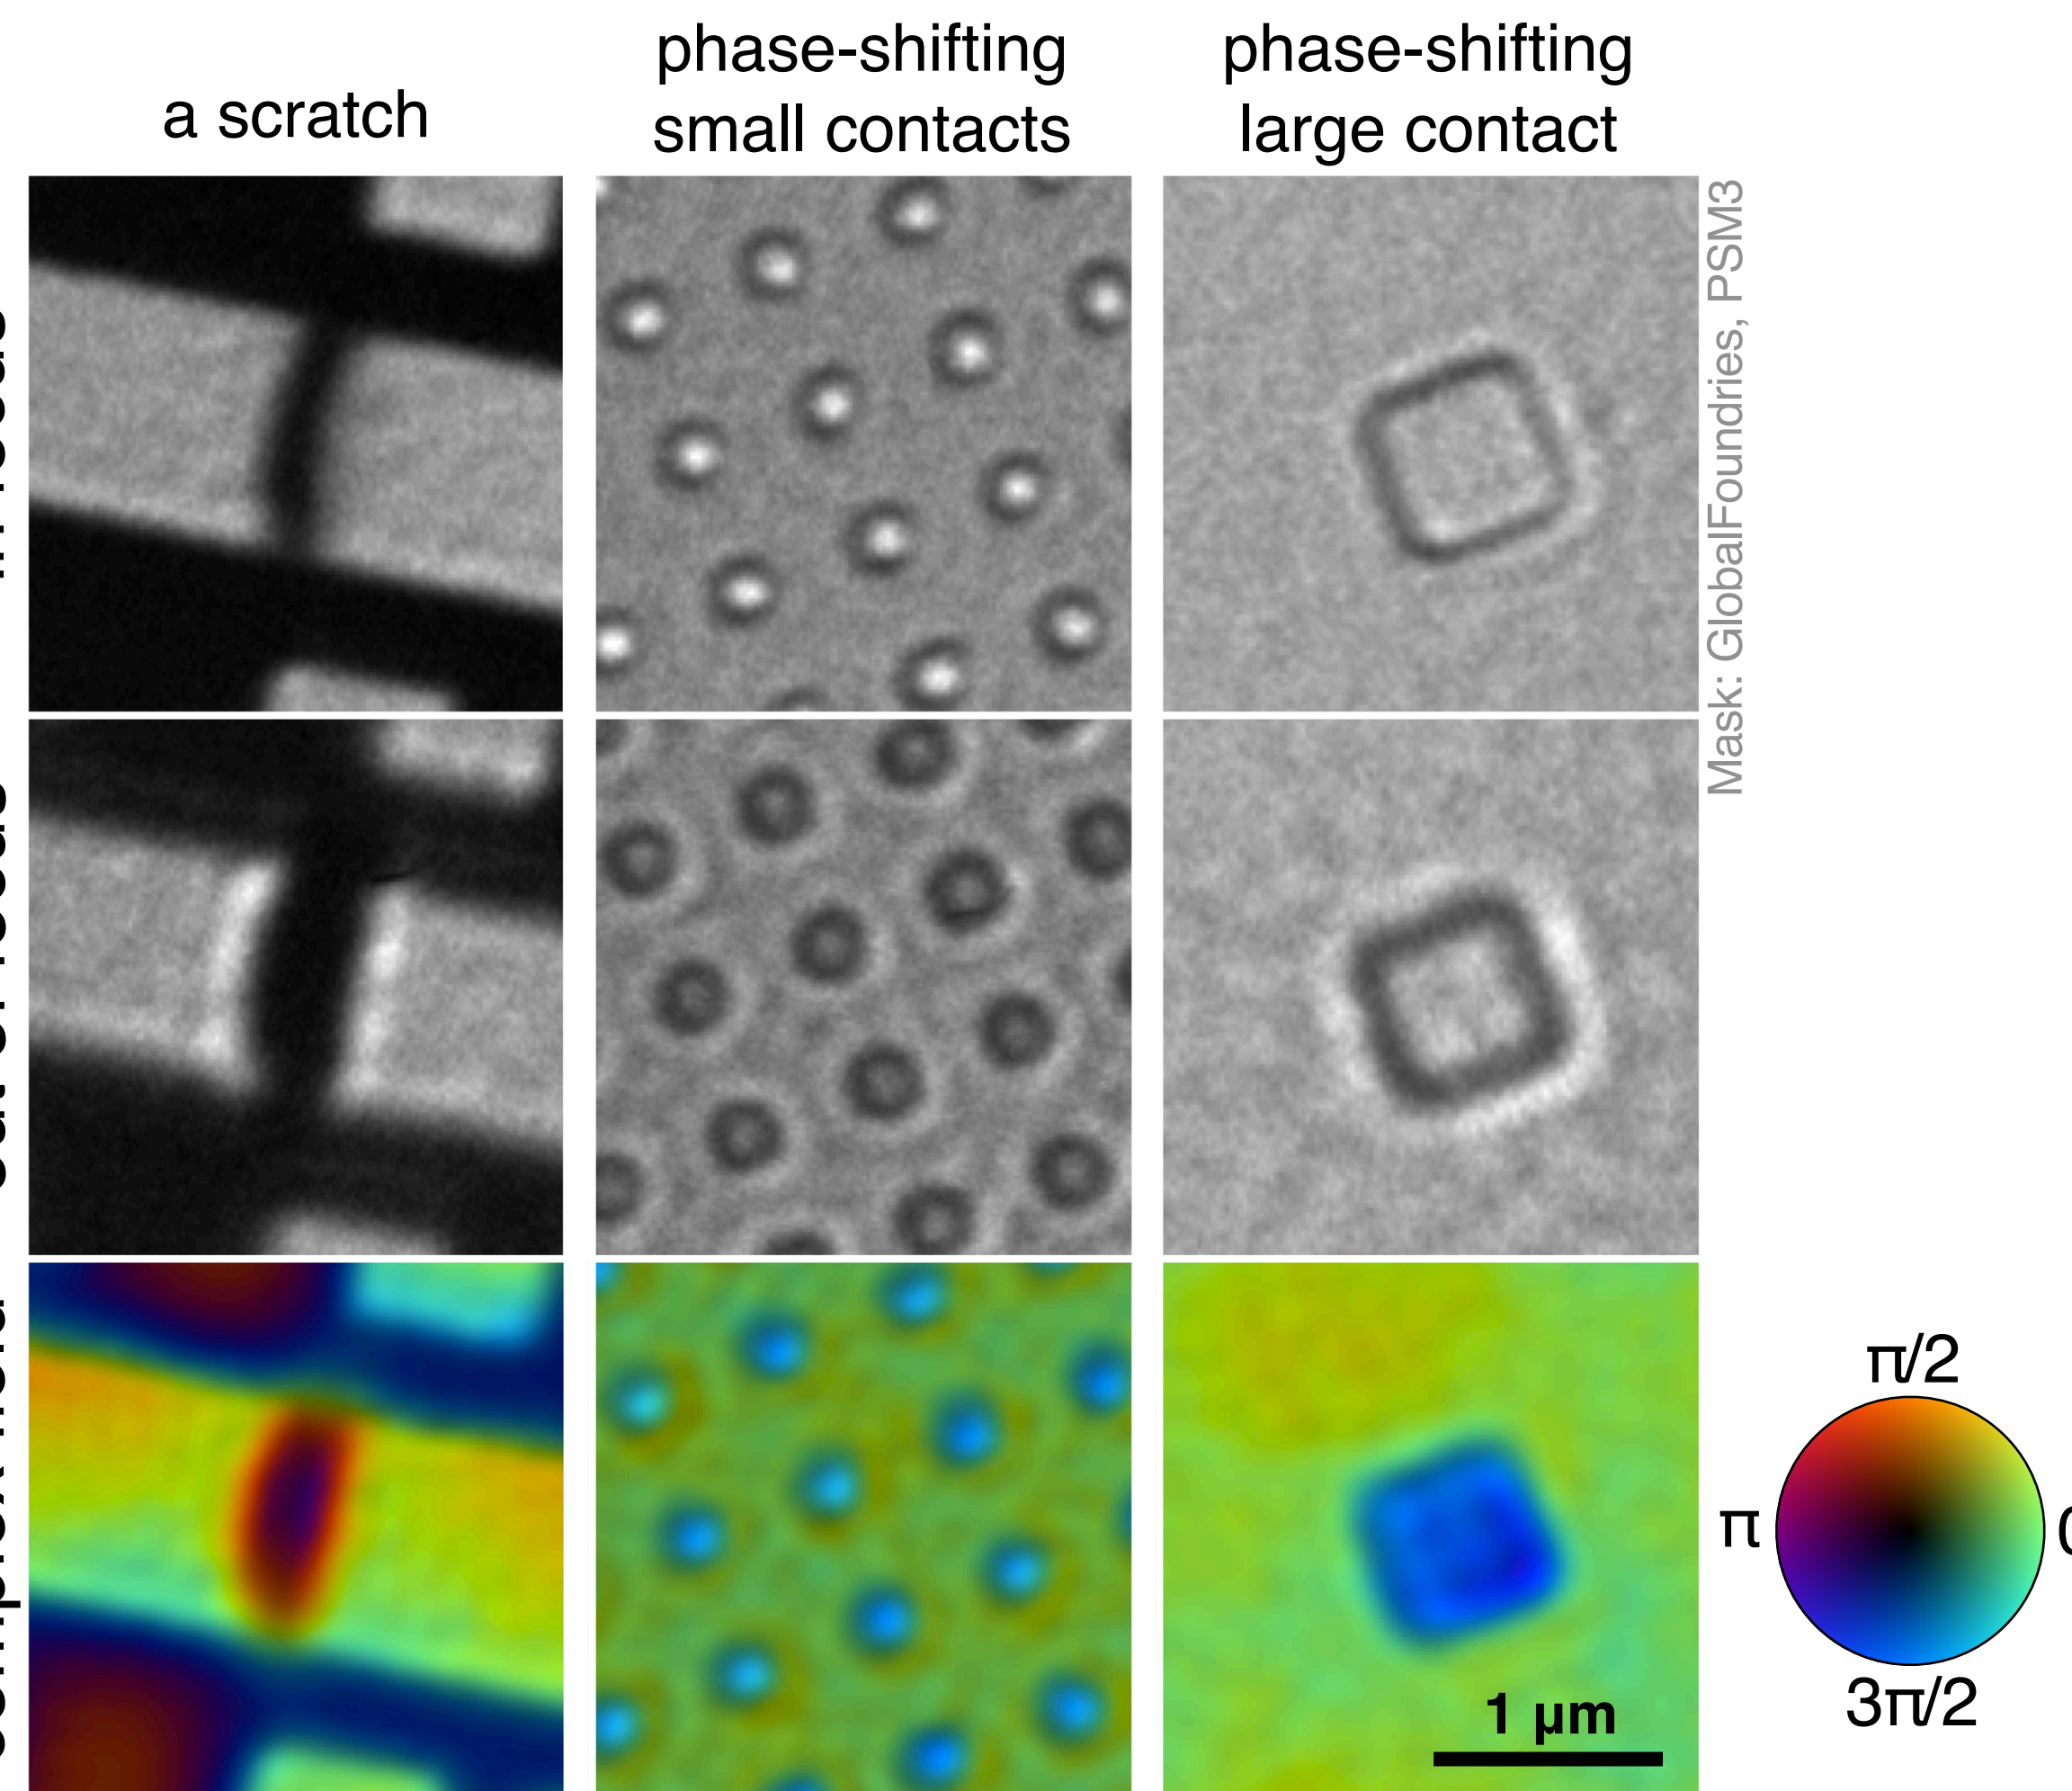 a scratch
phase-shifting
small contacts
phase-shifting
large contact
Mask: GlobalFoundries, PSM3
π/2
π
3π/2
1 µm